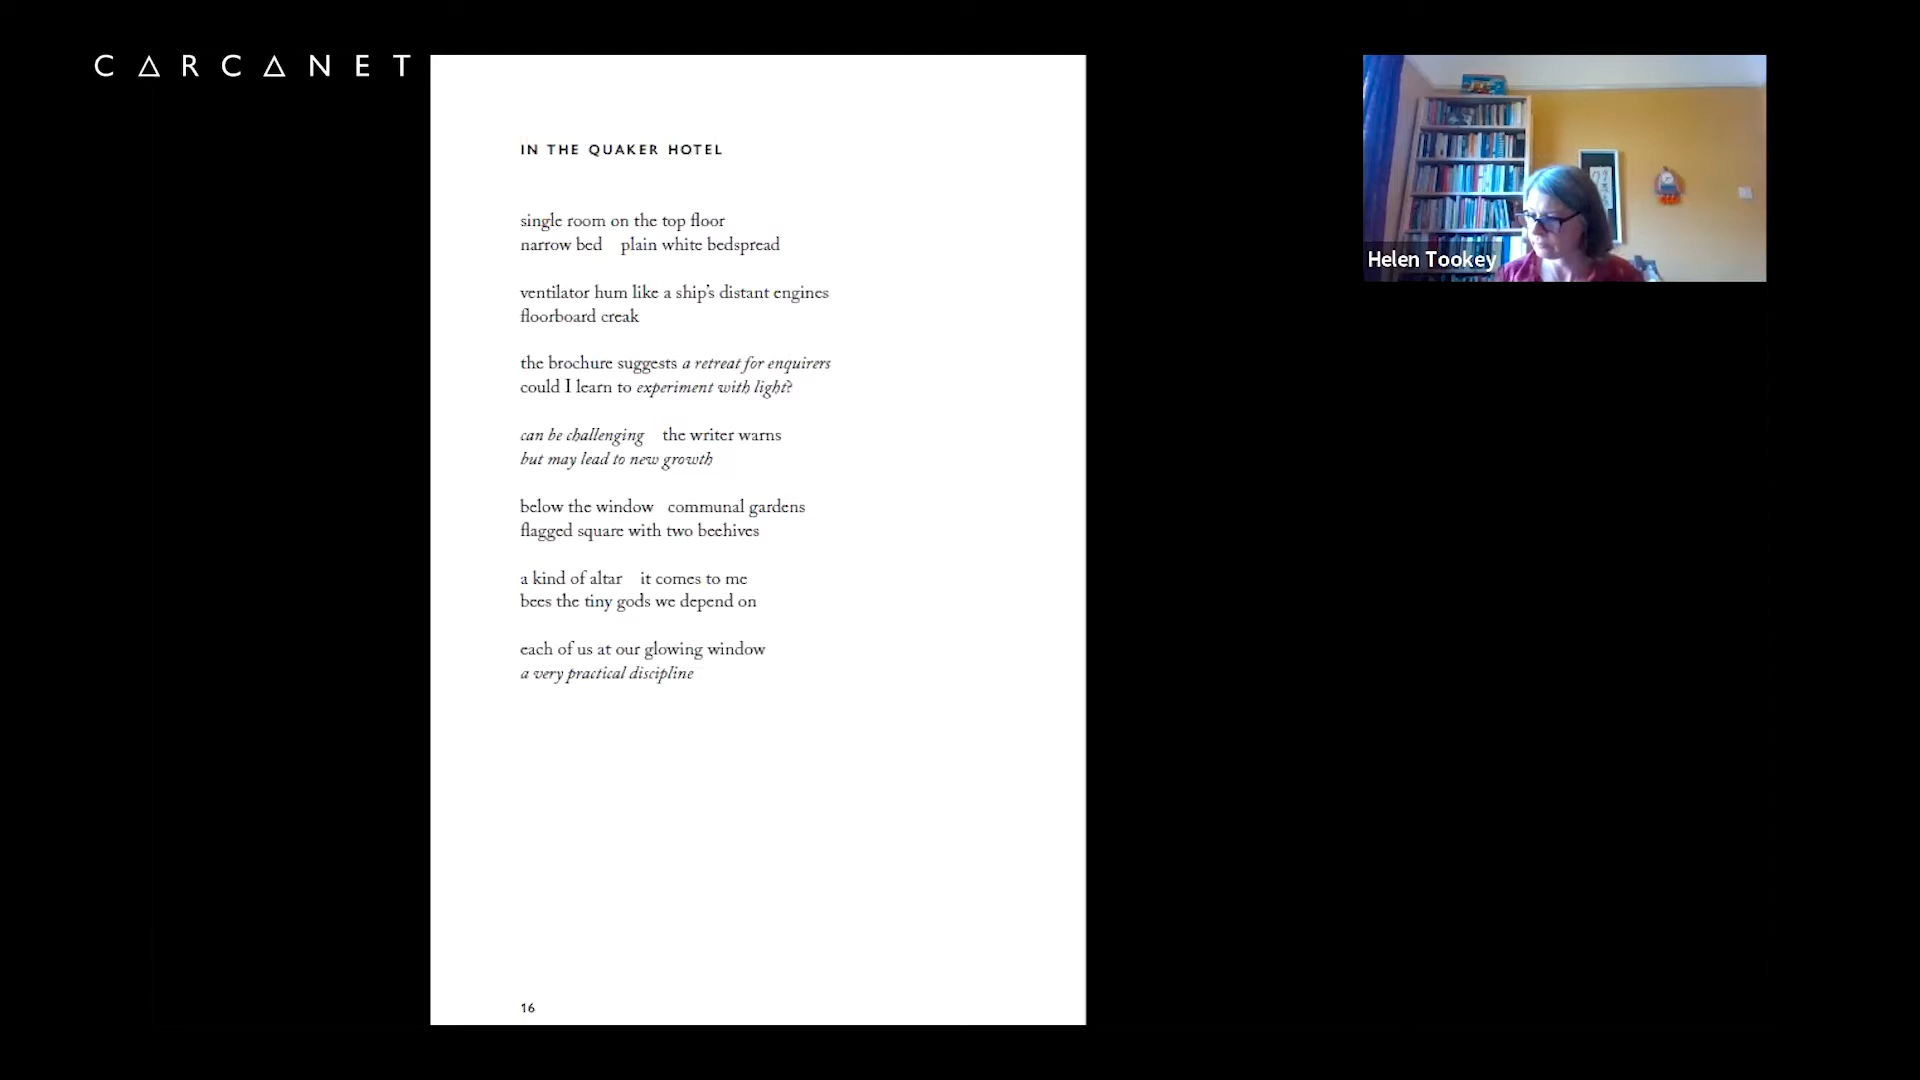 CARCANET
IN THE QUAKER HOTEL
single room on the top floor
narrow bed plain white bedspread
ventilator hum like a ship's distant engines
floorboard creak
the brochure suggests a retreat for enquirers
could I learn to experiment with light?
can be challenging the writer warns
but may lead to new growth
below the window communal gardens
flagged square with two beehives
a kind of altar it comes to me
bees the tiny gods we depend on
each of us at our glowing window
a very practical discipline
16
Helen Tookey